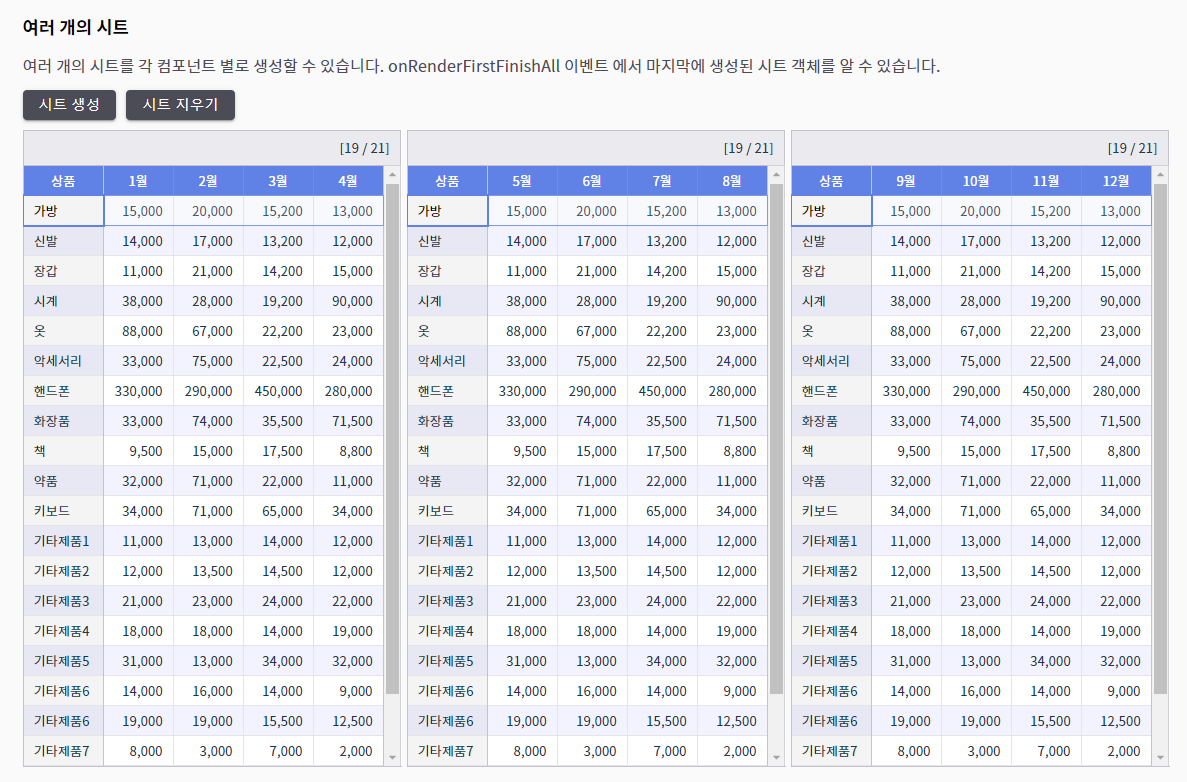 여러 개의 시트
여러 개의 시트를 각 컴포넌트 별로 생성할 수 있습니다. onRenderFirstFinishAll 이벤트 에서 마지막에 생성된 시트 객체를 알 수 있습니다.
시트 생성 시트 지우기
[19 / 21]
상품 1월 2월 3월 4월
가방 15,000 20,000 15,200 13,000
신발 14,000 17,000 13,200 12,000
장갑 11,000 21,000 14,200 15,000
시계 38,000 28,000 19,200 90,000
옷 88,000 67,000 22,200 23,000
악세서리 33,000 75,000 22,500 24,000
핸드폰 330,000 290,000 450,000 280,000
화장품 33,000 74,000 35,500 71,500
책 9,500 15,000 17,500 8,800
약품 32,000 71,000 22,000 11,000
키보드 34,000 71,000 65,000 34,000
기타제품1 11,000 13,000 14,000 12,000
기타제품2 12,000 13,500 14,500 12,000
기타제품3 21,000 23,000 24,000 22,000
기타제품4 18,000 18,000 14,000 19,000
기타제품5 31,000 13,000 34,000 32,000
기타제품6 14,000 16,000 14,000 9,000
기타제품6 19,000 19,000 15,500 12,500
기타제품7 8,000 3,000 7,000 2,000
[19 / 21]
상품 5월 6월 7월 8월
가방 15,000 20,000 15,200 13,000
신발 14,000 17,000 13,200 12,000
장갑 11,000 21,000 14,200 15,000
시계 38,000 28,000 19,200 90,000
옷 88,000 67,000 22,200 23,000
악세서리 33,000 75,000 22,500 24,000
핸드폰 330,000 290,000 450,000 280,000
화장품 33,000 74,000 35,500 71,500
책 9,500 15,000 17,500 8,800
약품 32,000 71,000 22,000 11,000
키보드 34,000 71,000 65,000 34,000
기타제품1 11,000 13,000 14,000 12,000
기타제품2 12,000 13,500 14,500 12,000
기타제품3 21,000 23,000 24,000 22,000
기타제품4 18,000 18,000 14,000 19,000
기타제품5 31,000 13,000 34,000 32,000
기타제품6 14,000 16,000 14,000 9,000
기타제품6 19,000 19,000 15,500 12,500
기타제품7 8,000 3,000 7,000 2,000
[19 / 21]
상품 9월 10월 11월 12월
가방 15,000 20,000 15,200 13,000
신발 14,000 17,000 13,200 12,000
장갑 11,000 21,000 14,200 15,000
시계 38,000 28,000 19,200 90,000
옷 88,000 67,000 22,200 23,000
악세서리 33,000 75,000 22,500 24,000
핸드폰 330,000 290,000 450,000 280,000
화장품 33,000 74,000 35,500 71,500
책 9,500 15,000 17,500 8,800
약품 32,000 71,000 22,000 11,000
키보드 34,000 71,000 65,000 34,000
기타제품1 11,000 13,000 14,000 12,000
기타제품2 12,000 13,500 14,500 12,000
기타제품3 21,000 23,000 24,000 22,000
기타제품4 18,000 18,000 14,000 19,000
기타제품5 31,000 13,000 34,000 32,000
기타제품6 14,000 16,000 14,000 9,000
기타제품6 19,000 19,000 15,500 12,500
기타제품7 8,000 3,000 7,000 2,000